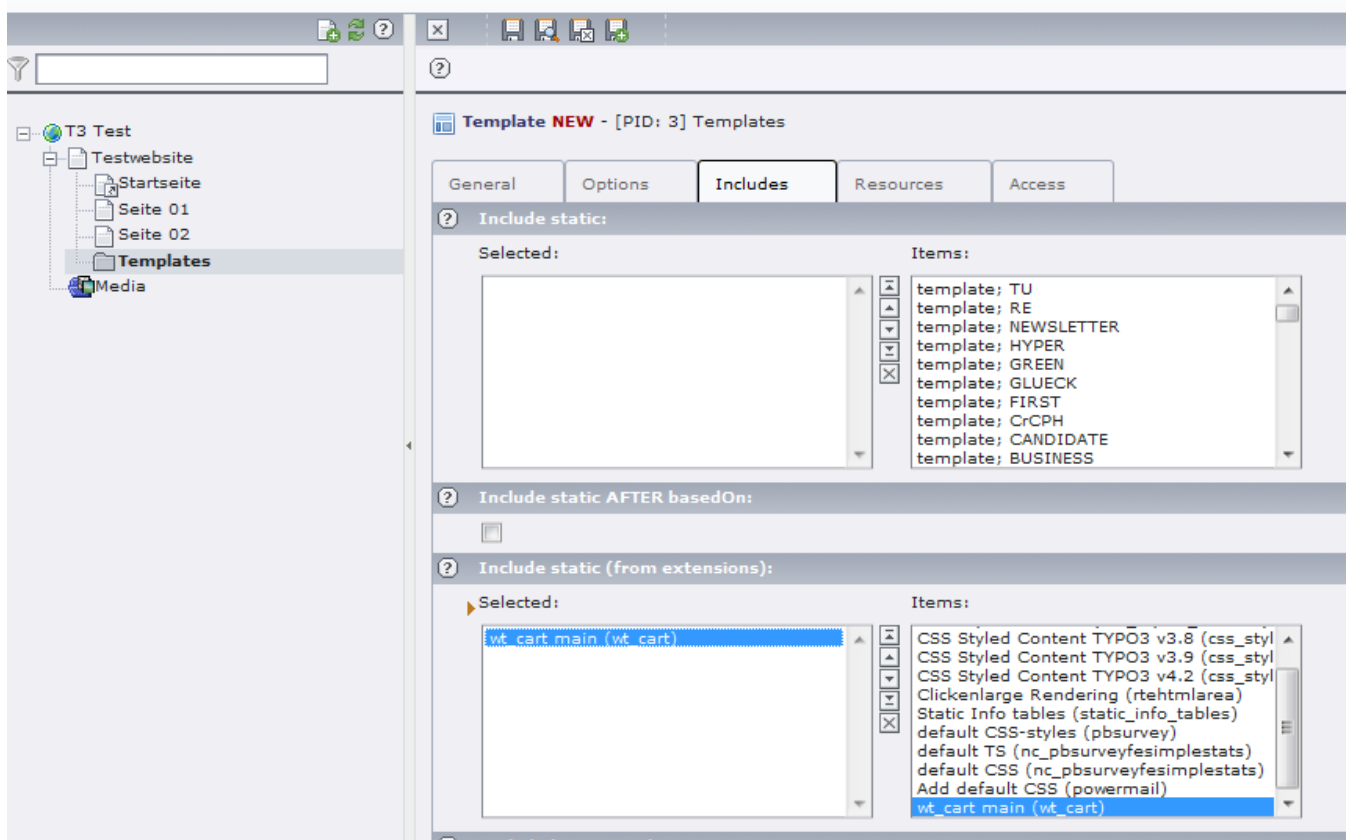 T3 Test
Testwebsite
Startseite
Seite 01
Seite 02
Templates
Media
Template NEW - [PID: 3] Templates
General Options Includes Resources Access
Include static:
Selected: Items:
template; TU
template; RE
template; NEWSLETTER
template; HYPER
template; GREEN
template; GLUECK
template; FIRST
template; CrCPH
template; CANDIDATE
template; BUSINESS
Include static AFTER basedOn:
Include static (from extensions):
Selected: Items:
wt_cart main (wt_cart)
CSS Styled Content TYPO3 v3.8 (css_styl
CSS Styled Content TYPO3 v3.9 (css_styl
CSS Styled Content TYPO3 v4.2 (css_styl
Clickenlarge Rendering (rtehtmlarea)
Static Info tables (static_info_tables)
default CSS-styles (pbsurvey)
default TS (nc_pbsurveyfesimplestats)
default CSS (nc_pbsurveyfesimplestats)
Add default CSS (powermail)
wt_cart main (wt_cart)